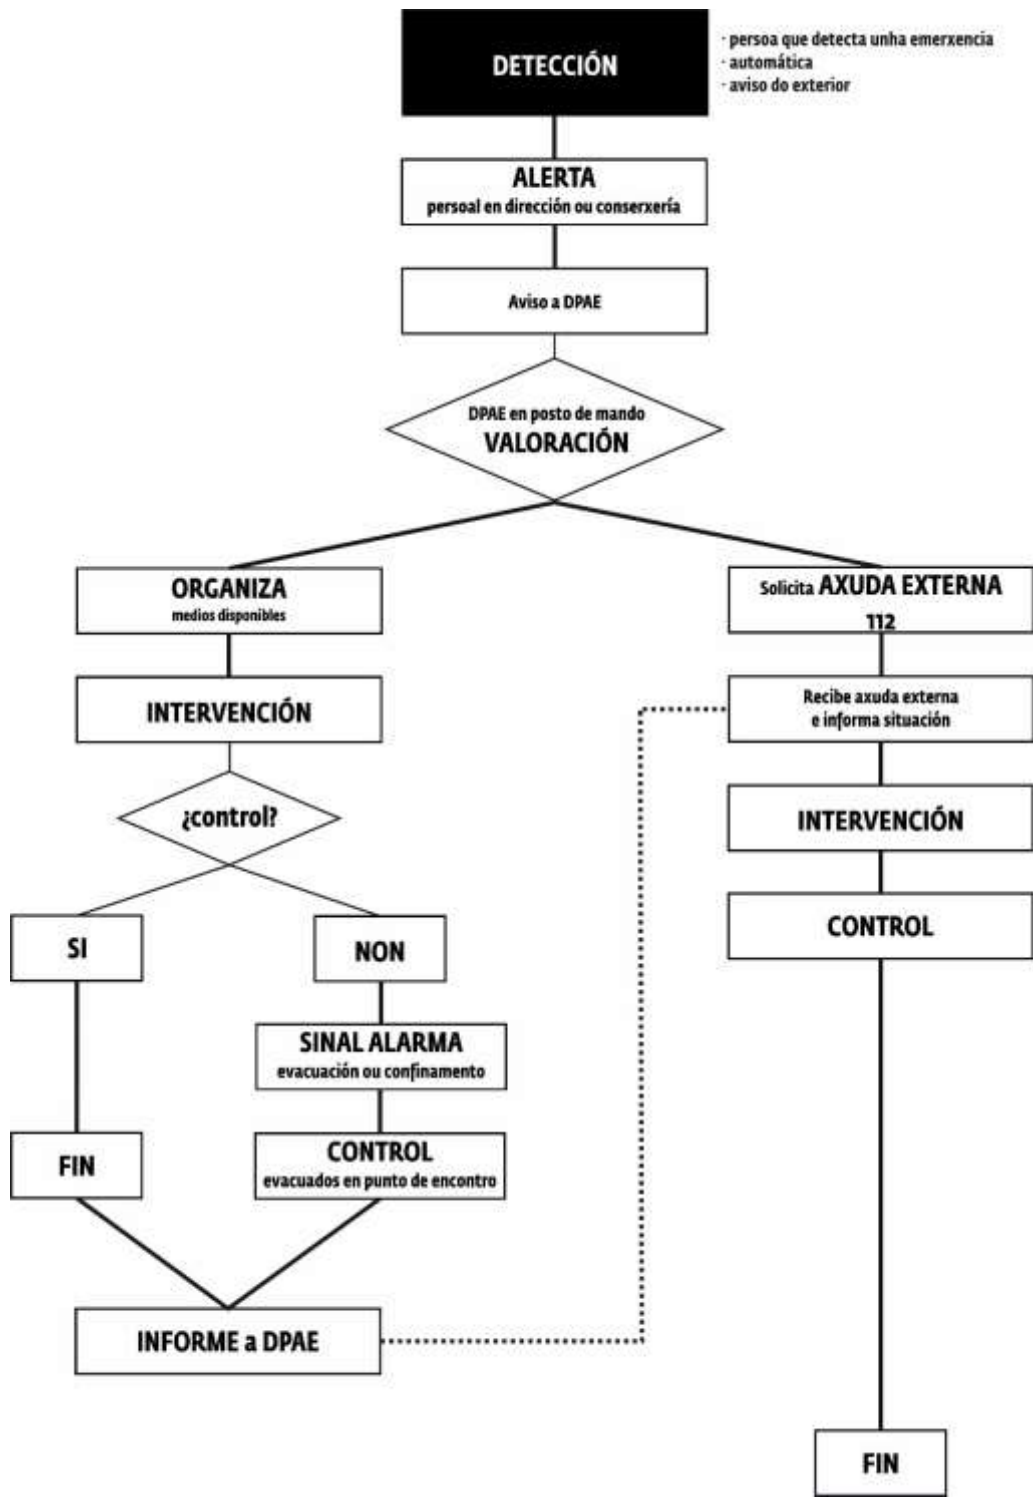 DETECCIÓN
· persoa que detecta unha emerxencia
· automática
· aviso do exterior
ALERTA
persoal en dirección ou conserxería
Aviso a DPAE
DPAE en posto de mando
VALORACIÓN
ORGANIZA
medios disponibles
Solicita AXUDA EXTERNA
112
INTERVENCIÓN
Recibe axuda externa
e informa situación
¿control?
INTERVENCIÓN
SI
NON
CONTROL
SINAL ALARMA
evacuación ou confinamento
FIN
CONTROL
evacuados en punto de encontro
INFORME a DPAE
FIN